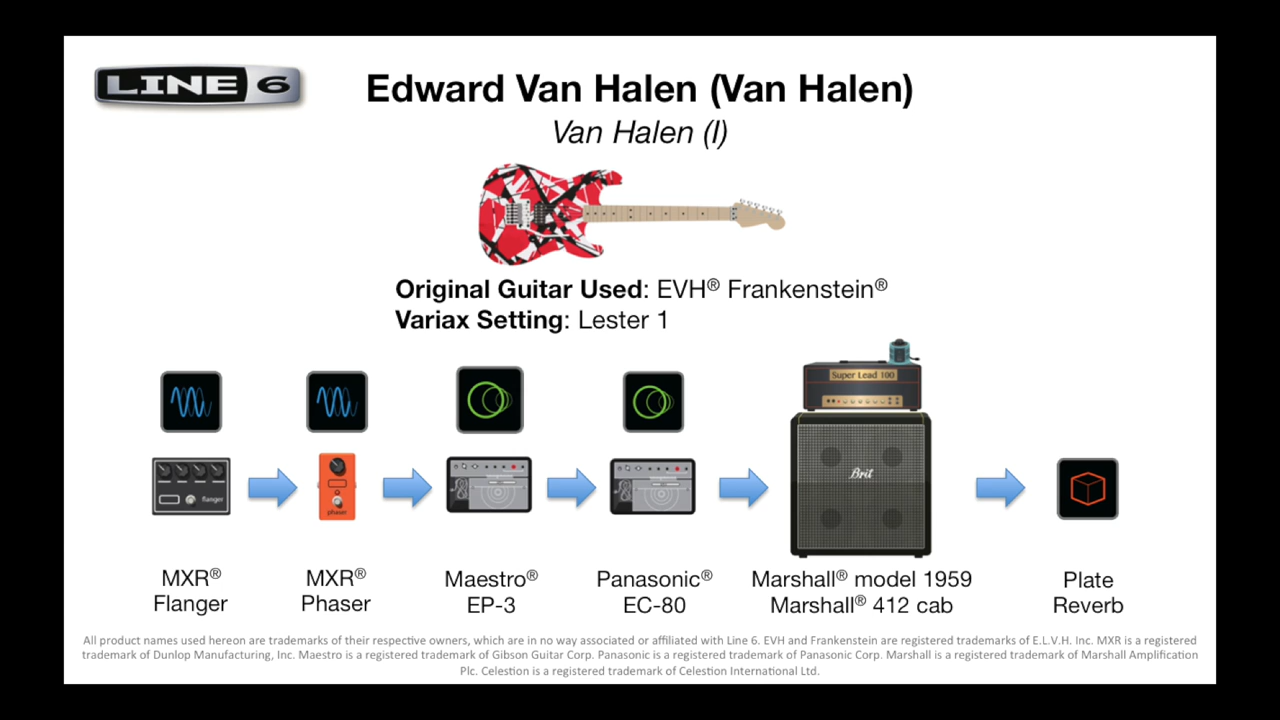 LINE 6
Edward Van Halen (Van Halen)
Van Halen (I)
Original Guitar Used: EVH® Frankenstein®
Variax Setting: Lester 1
Super Lead 100
Brit
flanger
phaser
MXR®
Flanger
MXR®
Phaser
Maestro®
EP-3
Panasonic®
EC-80
Marshall® model 1959
Marshall® 412 cab
Plate
Reverb
All product names used hereon are trademarks of their respective owners, which are in no way associated or affiliated with Line 6. EVH and Frankenstein are registered trademarks of E.L.V.H. Inc. MXR is a registered
trademark of Dunlop Manufacturing, Inc. Maestro is a registered trademark of Gibson Guitar Corp. Panasonic is a registered trademark of Panasonic Corp. Marshall is a registered trademark of Marshall Amplification
Plc. Celestion is a registered trademark of Celestion International Ltd.